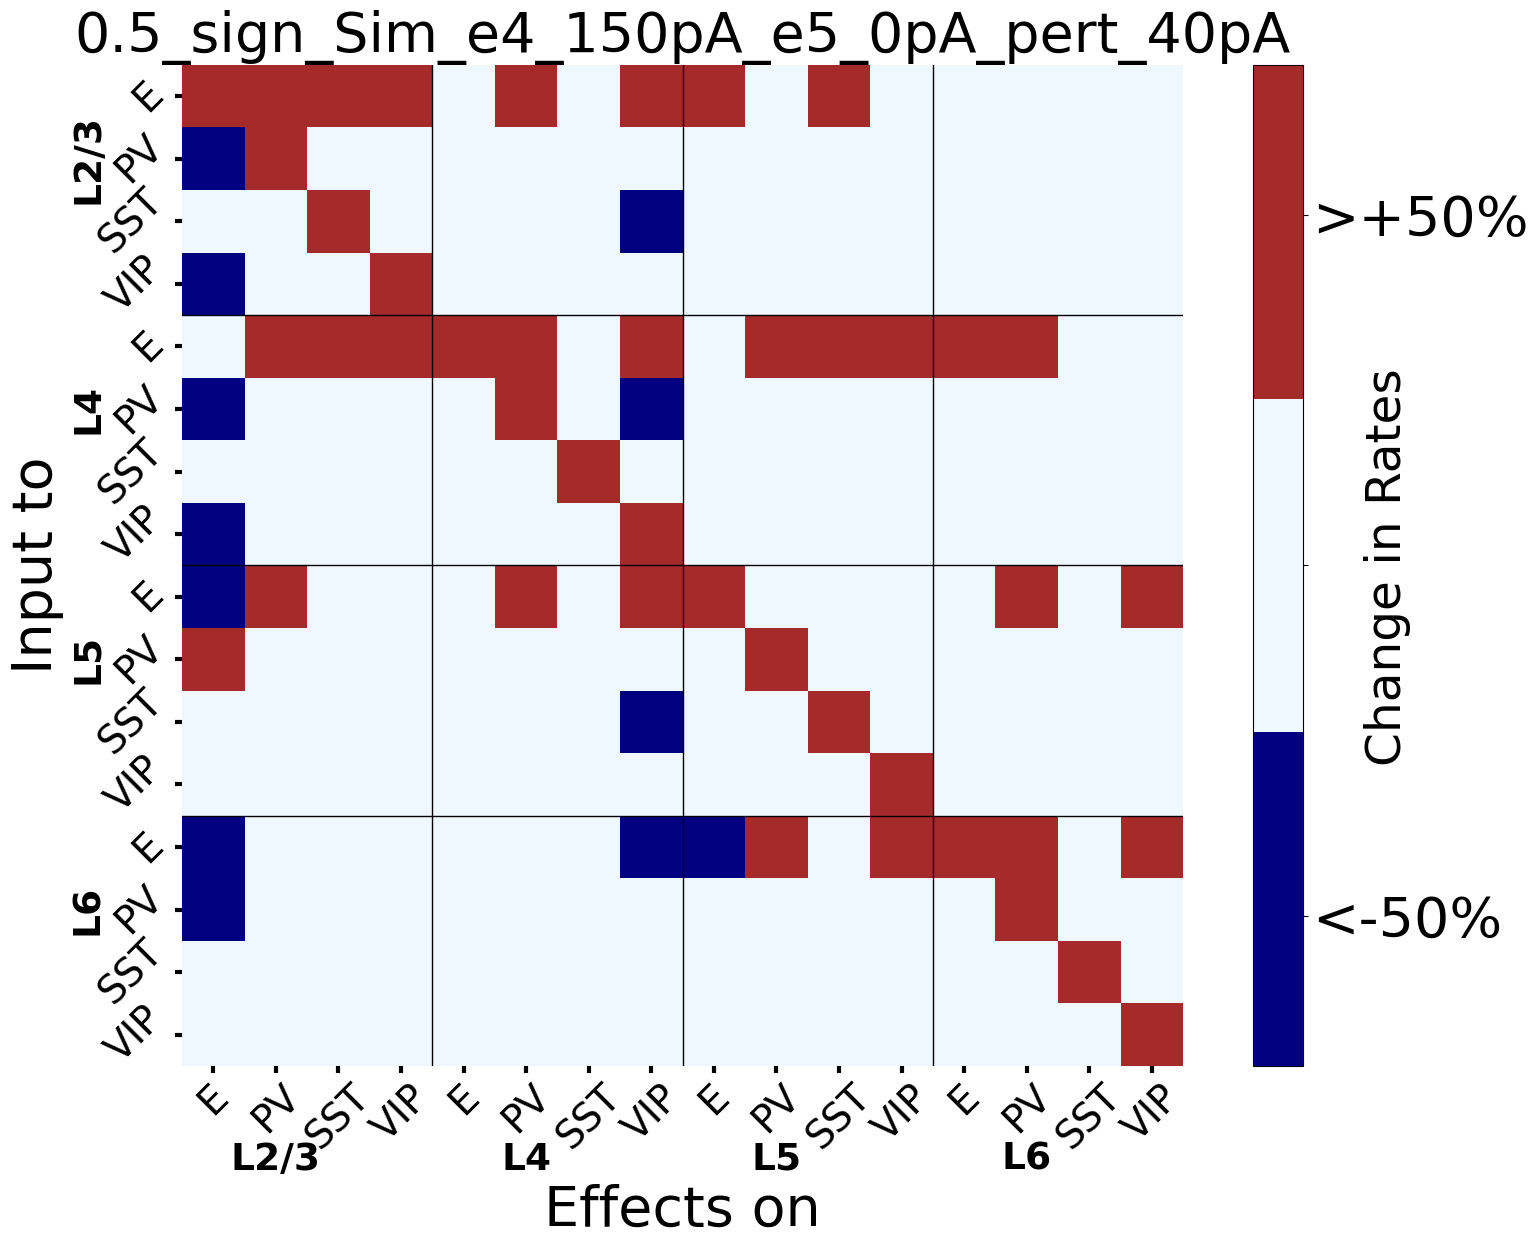 0.5_sign_Sim_e4_150pA_e5_0pA_pert_40pA
Input to
L2/3
E
PV
SST
VIP
L4
E
PV
SST
VIP
L5
E
PV
SST
VIP
L6
E
PV
SST
VIP
E PV SST VIP E PV SST VIP E PV SST VIP E PV SST VIP
L2/3 L4 L5 L6
Effects on
>+50%
<-50%
Change in Rates